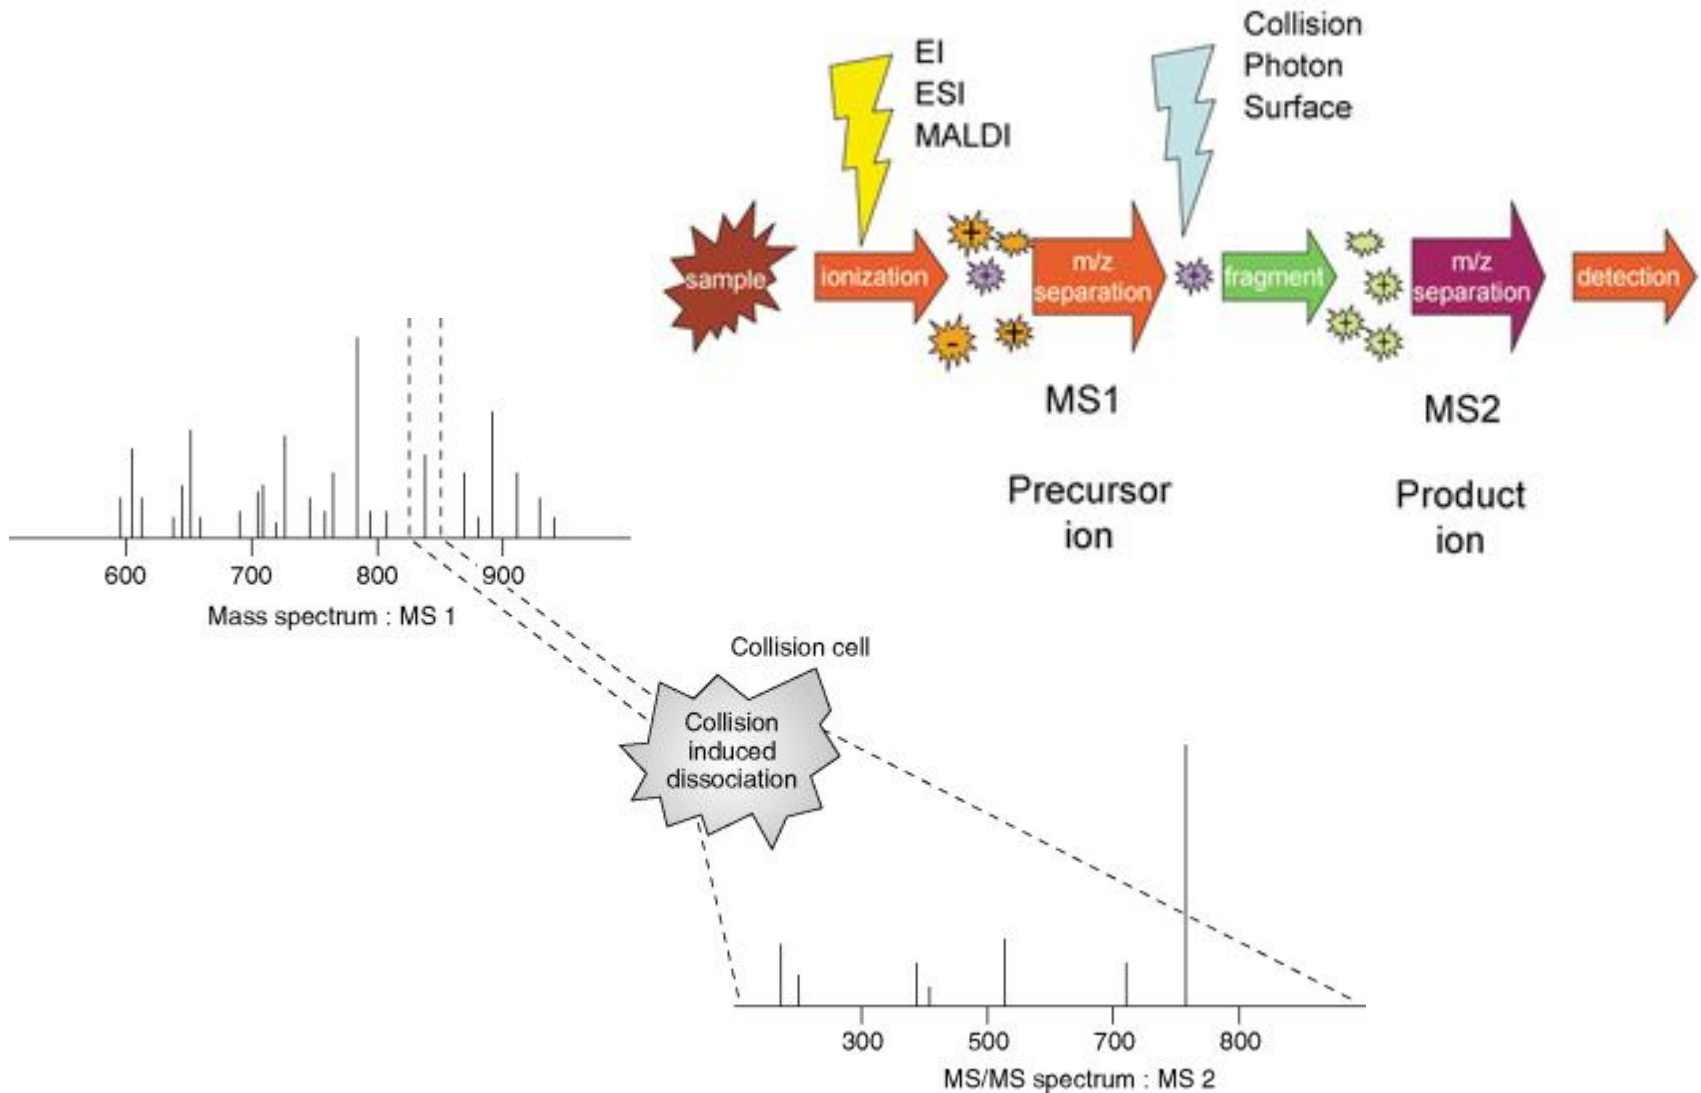 EI
ESI
MALDI
Collision
Photon
Surface
sample
ionization
+
+
-
+
m/z
separation
+
fragment
+
+
+
m/z
separation
detection
MS1
MS2
Precursor
ion
Product
ion
600 700 800 900
Mass spectrum : MS 1
Collision cell
Collision
induced
dissociation
300 500 700 800
MS/MS spectrum : MS 2